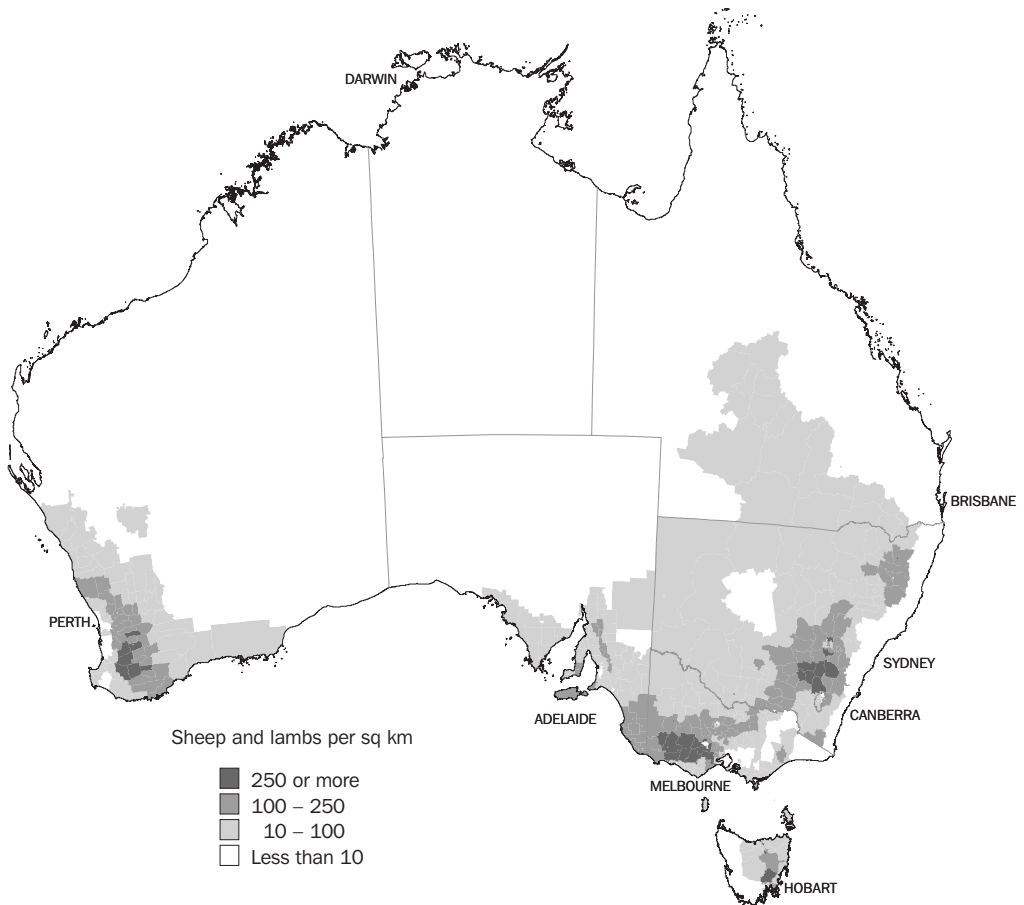 DARWIN
BRISBANE
PERTH
SYDNEY
ADELAIDE
CANBERRA
Sheep and lambs per sq km
MELBOURNE
250 or more
100 – 250
10 – 100
Less than 10
HOBART